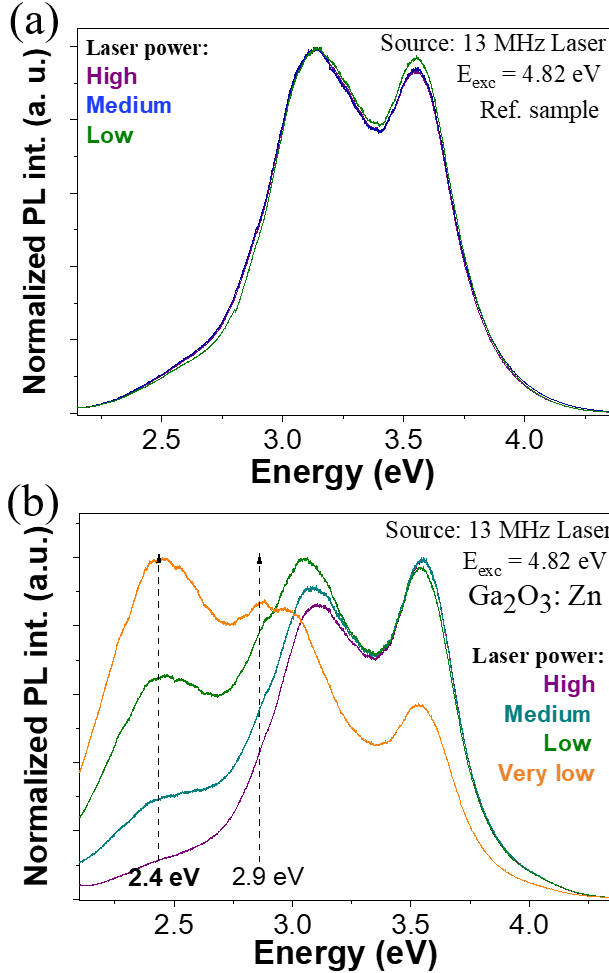 (a)
Laser power:
High
Medium
Low
Source: 13 MHz Laser
E_exc = 4.82 eV
Ref. sample
Normalized PL int. (a. u.)
2.5 3.0 3.5 4.0
Energy (eV)
(b)
Source: 13 MHz Laser
E_exc = 4.82 eV
Ga₂O₃: Zn
Laser power:
High
Medium
Low
Very low
2.4 eV 2.9 eV
Normalized PL int. (a.u.)
2.5 3.0 3.5 4.0
Energy (eV)